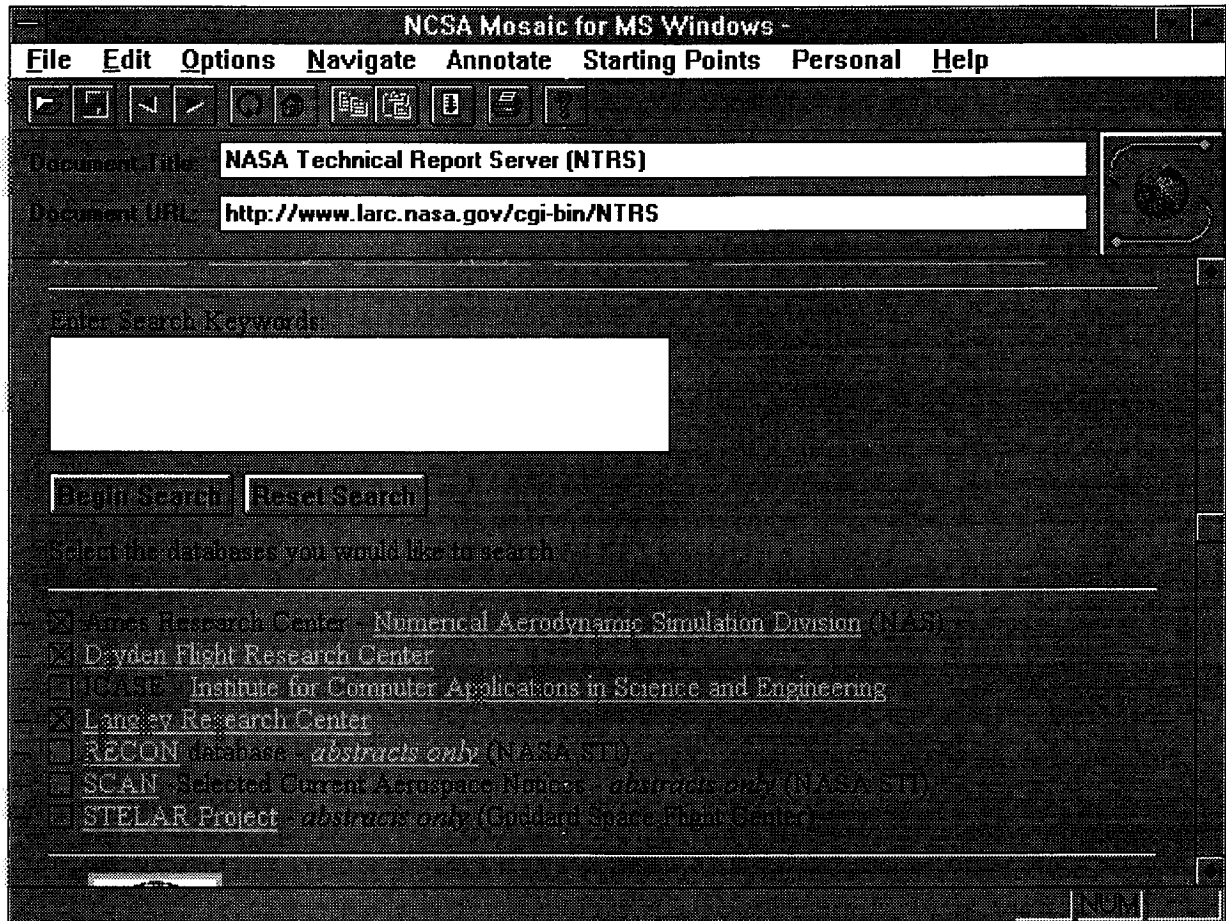 NCSA Mosaic for MS Windows -
File Edit Options Navigate Annotate Starting Points Personal Help
Document Title: NASA Technical Report Server (NTRS)
Document URL: http://www.larc.nasa.gov/cgi-bin/NTRS
Enter Search Keywords:
Begin Search Reset Search
Select the databases you would like to search
Ames Research Center - Numerical Aerodynamic Simulation Division (NAS)
Dryden Flight Research Center
ICASE - Institute for Computer Applications in Science and Engineering
Langley Research Center
RECON database - abstracts only (NASA STI)
SCAN -Selected Current Aerospace Notices - abstracts only (NASA STI)
STELAR Project - abstracts only (Goddard Space Flight Center)
NUM